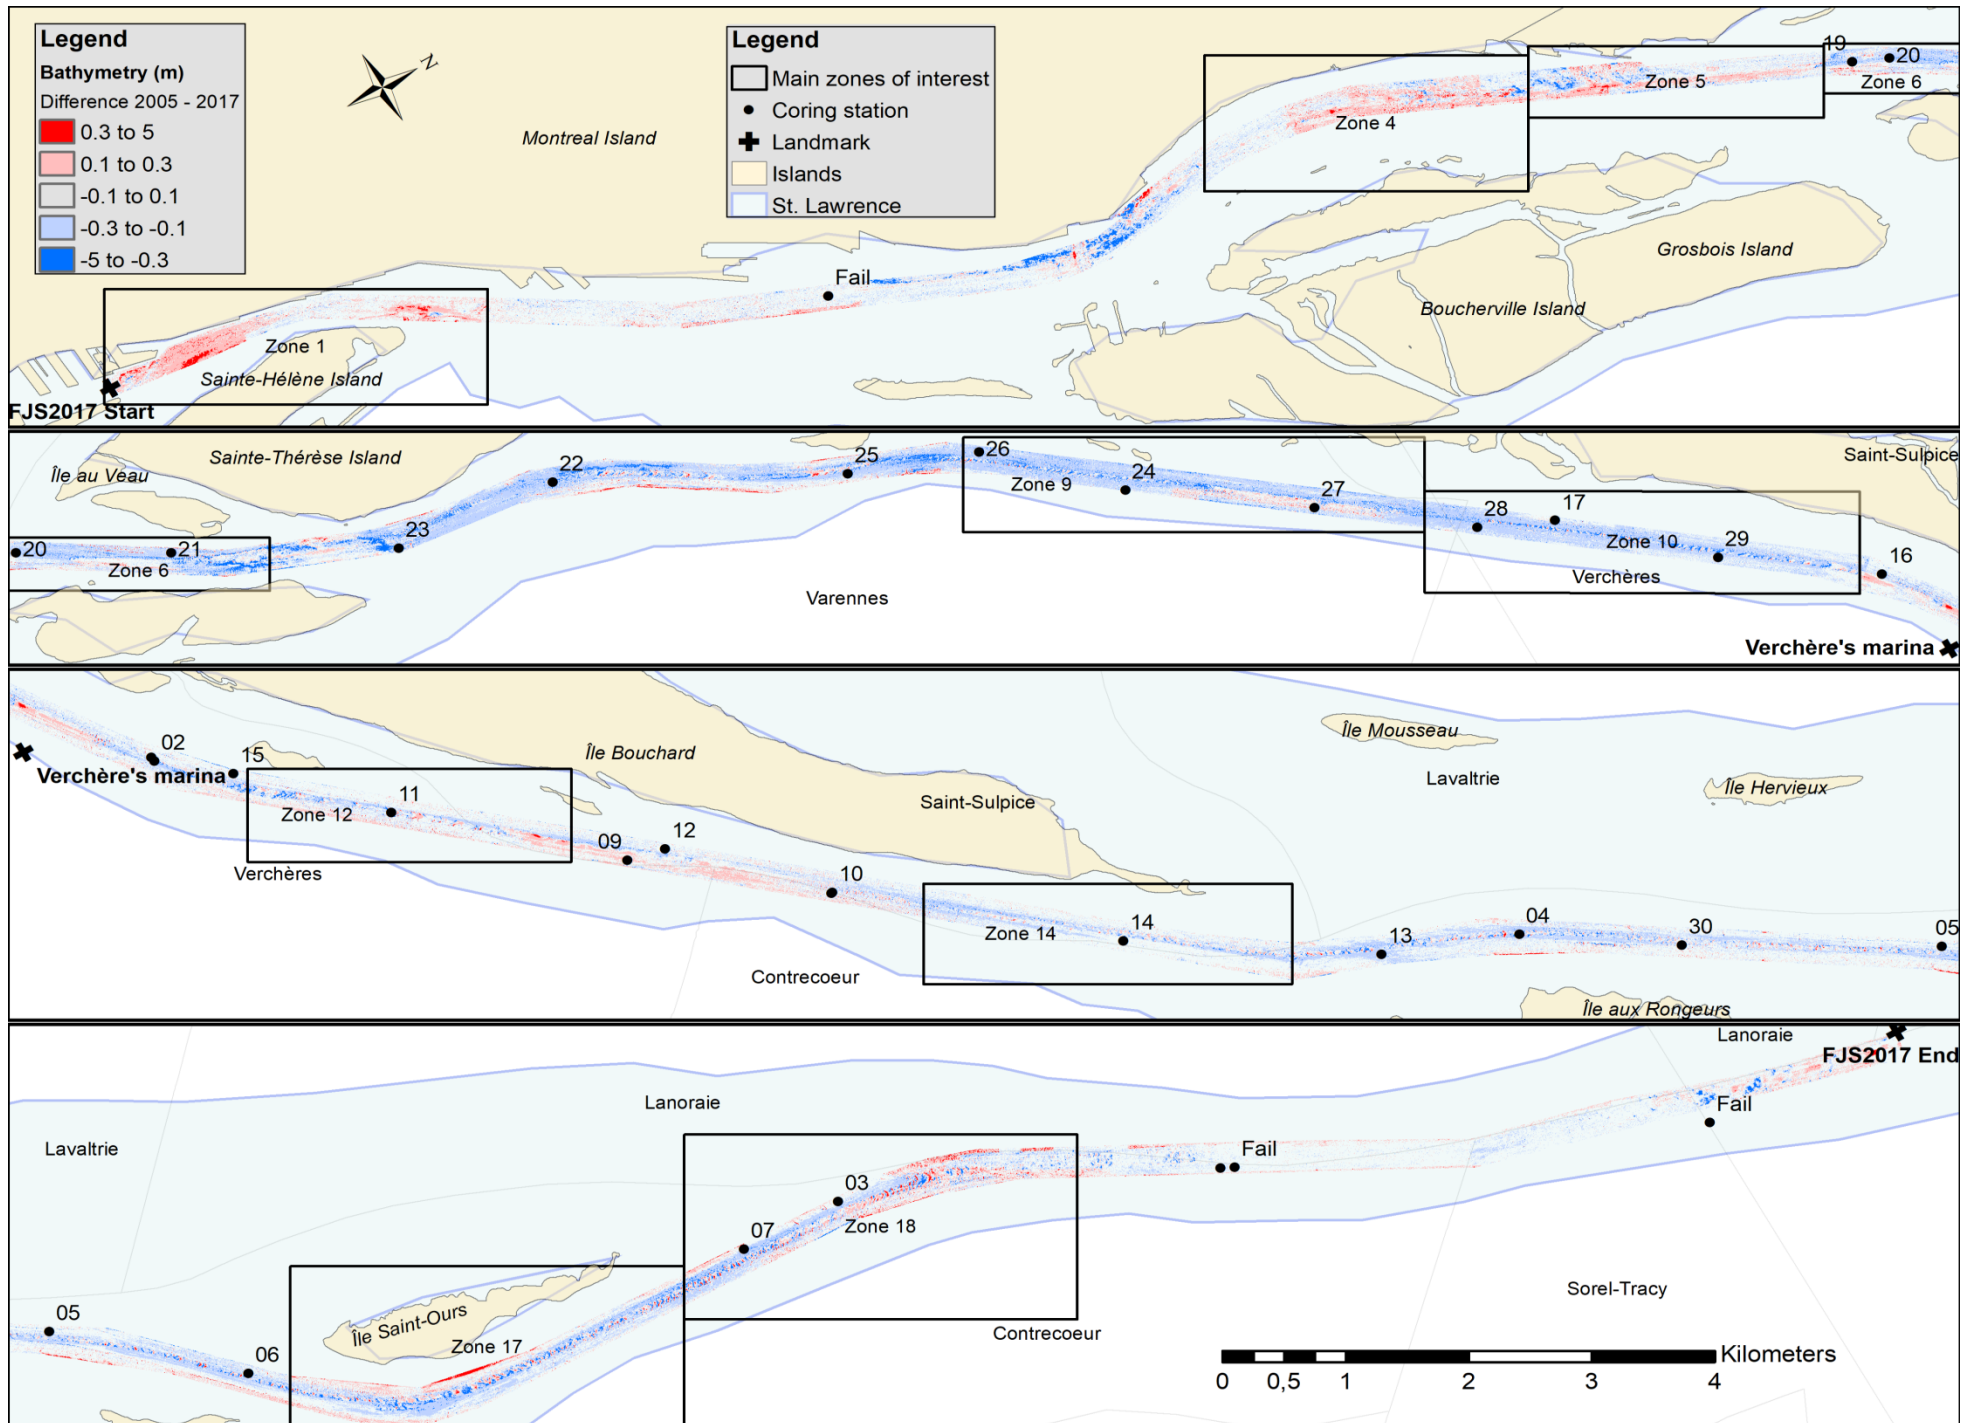 Legend
Bathymetry (m)
Difference 2005 - 2017
0.3 to 5
0.1 to 0.3
-0.1 to 0.1
-0.3 to -0.1
-5 to -0.3
N
Montreal Island
Legend
Main zones of interest
Coring station
Landmark
Islands
St. Lawrence
19
20
Zone 6
Zone 5
Zone 4
Grosbois Island
Boucherville Island
Fail
Zone 1
Sainte-Hélène Island
FJS2017 Start
Île au Veau
Sainte-Thérèse Island
22
25
26
24
Zone 9
27
28
17
Zone 10
29
16
Saint-Sulpice
20
21
Zone 6
23
Varennes
Verchères
Verchère's marina
02
15
Verchère's marina
Zone 12
11
Île Bouchard
Saint-Sulpice
Île Mousseau
Lavaltrie
Île Hervieux
09
12
Verchères
10
Zone 14
14
13
04
30
05
Contrecoeur
Île aux Rongeurs
Lanoraie
FJS2017 End
Fail
Lanoraie
Lavaltrie
Fail
03
07
Zone 18
Sorel-Tracy
05
06
Île Saint-Ours
Zone 17
Contrecoeur
Kilometers
0 0,5 1 2 3 4